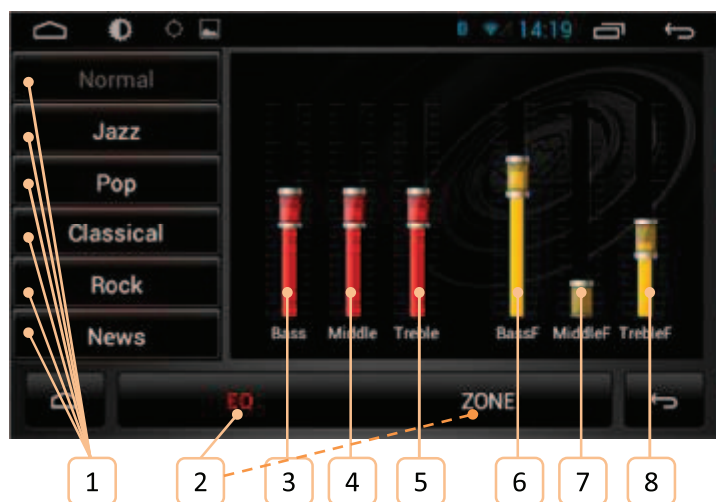 14:19
Normal
Jazz
Pop
Classical
Rock
News
Bass Middle Treble BassF MiddleF TrebleF
EQ ZONE
1 2 3 4 5 6 7 8